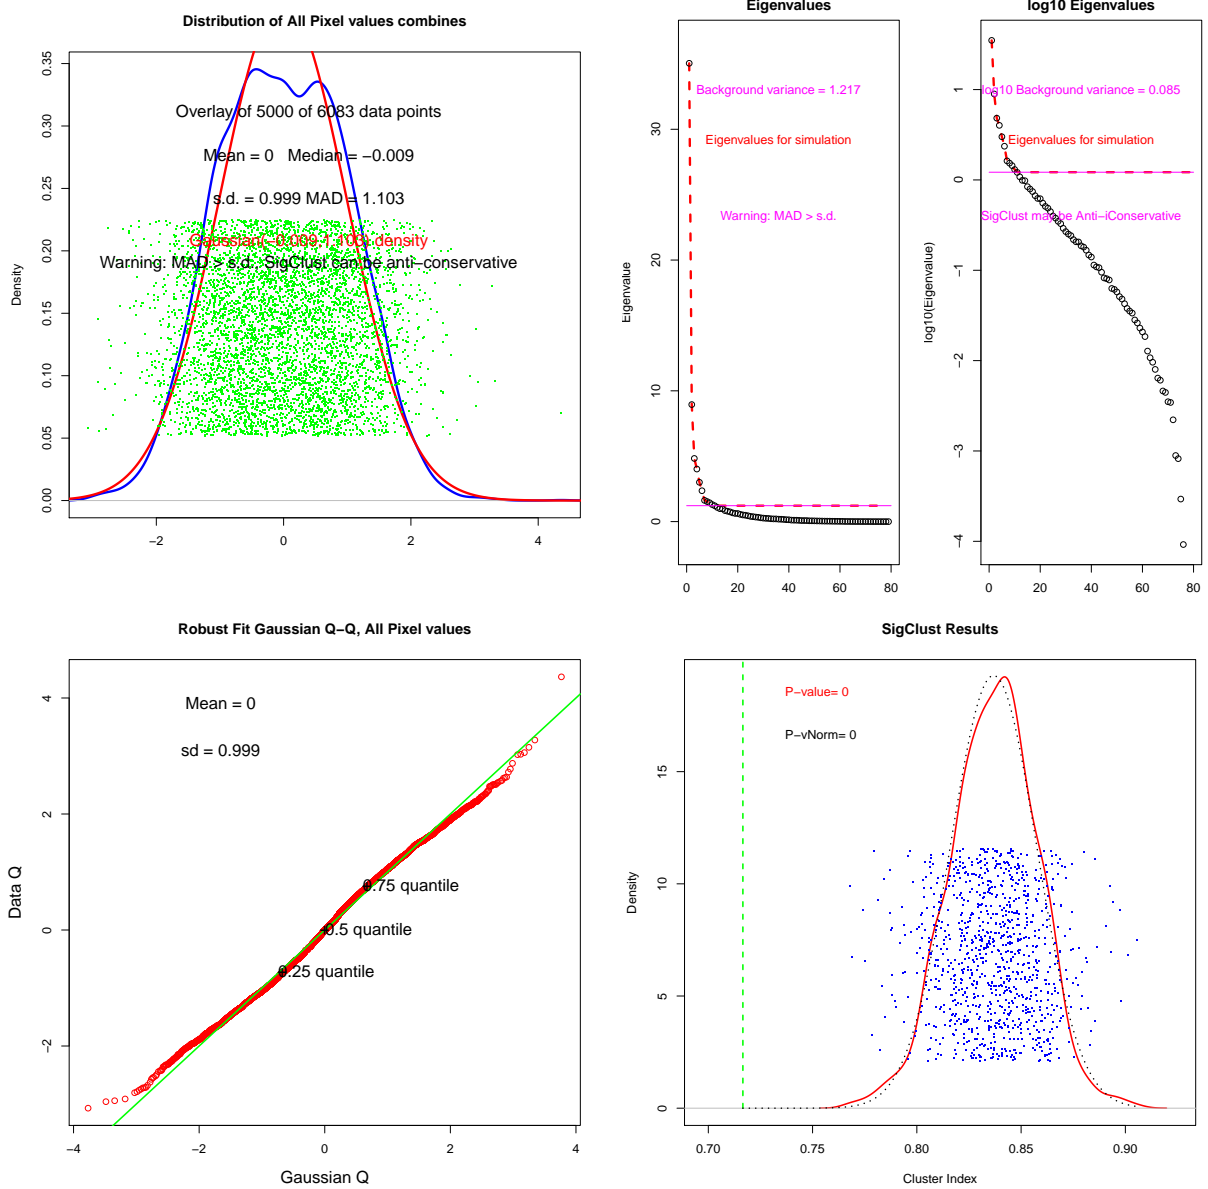 Distribution of All Pixel values combines
Density
0.00
0.05
0.10
0.15
0.20
0.25
0.30
0.35
Overlay of 5000 of 6083 data points
Mean = 0 Median = −0.009
s.d. = 0.999 MAD = 1.103
Gaussian(−0.009,1.103) density
Warning: MAD > s.d. SigClust can be anti−conservative
−2 0 2 4
Eigenvalues
Eigenvalue
0
10
20
30
Background variance = 1.217
Eigenvalues for simulation
Warning: MAD > s.d.
0 20 40 60 80
log10 Eigenvalues
log10(Eigenvalue)
1
0
−1
−2
−3
−4
log10 Background variance = 0.085
Eigenvalues for simulation
SigClust may be Anti−iConservative
0 20 40 60 80
Robust Fit Gaussian Q−Q, All Pixel values
Data Q
4
2
0
−2
Mean = 0
sd = 0.999
0.75 quantile
0.5 quantile
0.25 quantile
−4 −2 0 2 4
Gaussian Q
SigClust Results
Density
0
5
10
15
P−value= 0
P−vNorm= 0
0.70 0.75 0.80 0.85 0.90
Cluster Index